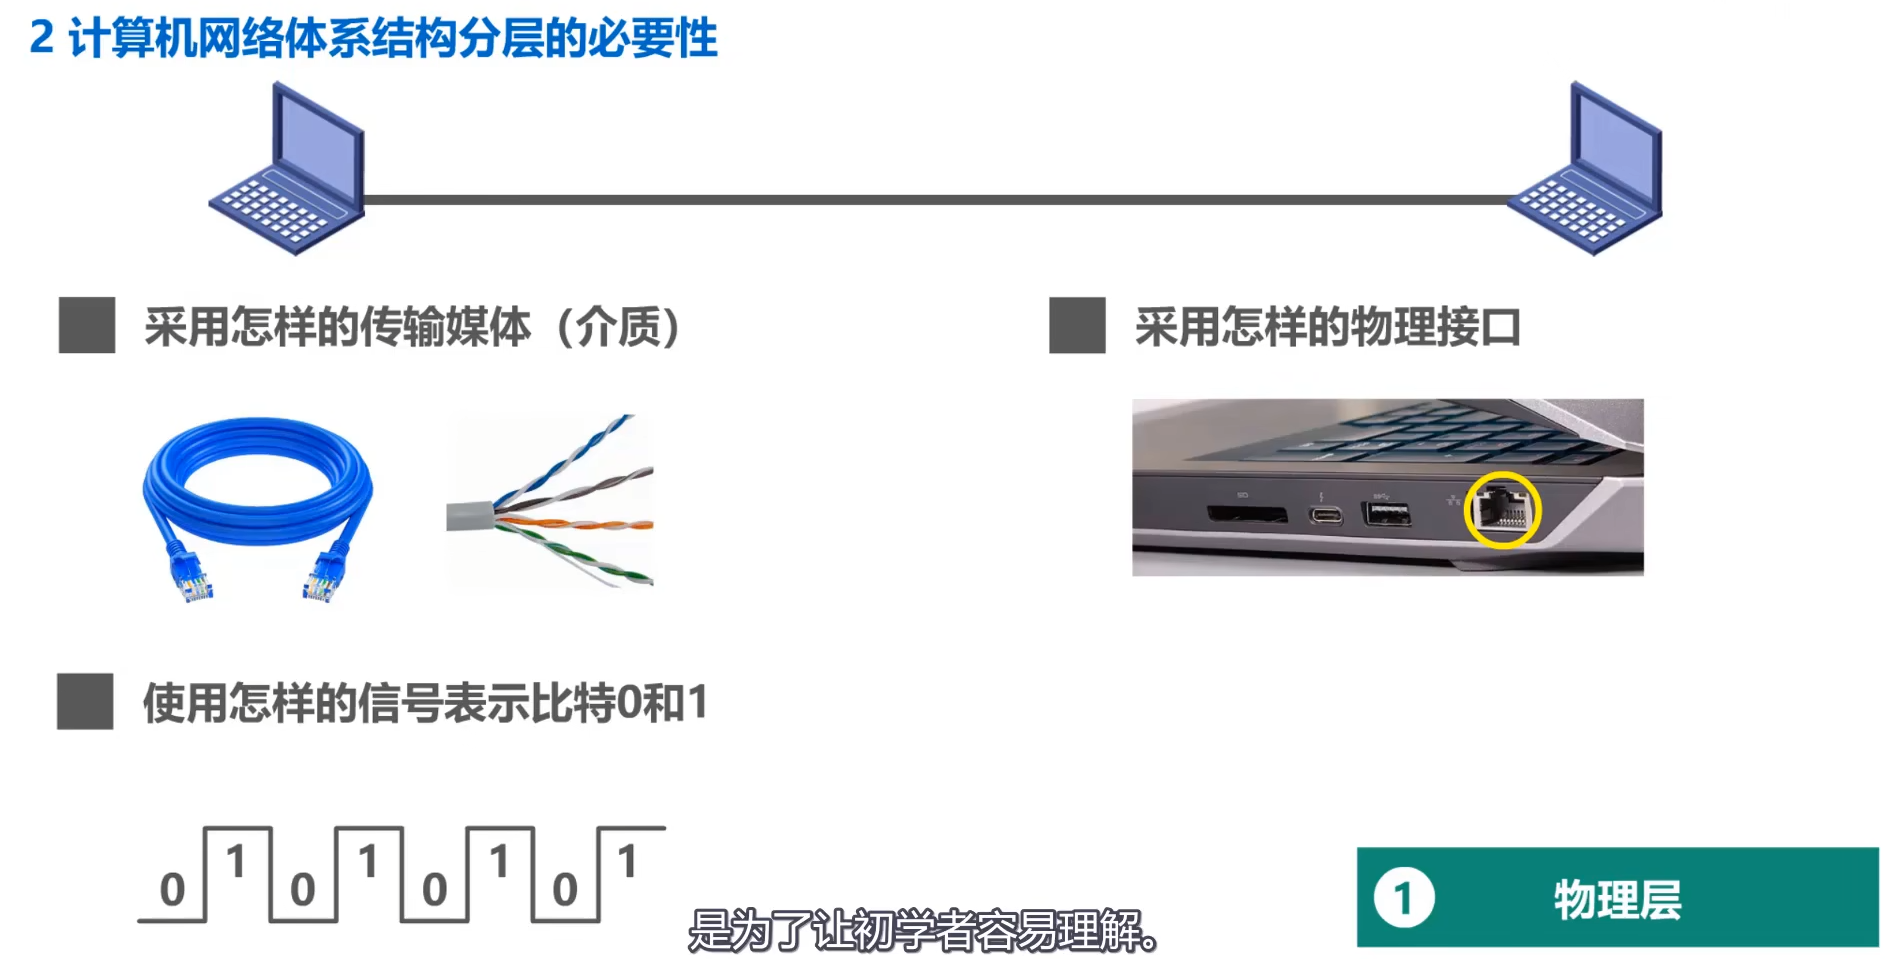 2 计算机网络体系结构分层的必要性
采用怎样的传输媒体（介质）
采用怎样的物理接口
使用怎样的信号表示比特0和1
0 1 0 1 0 1 0 1
1 物理层
是为了让初学者容易理解。